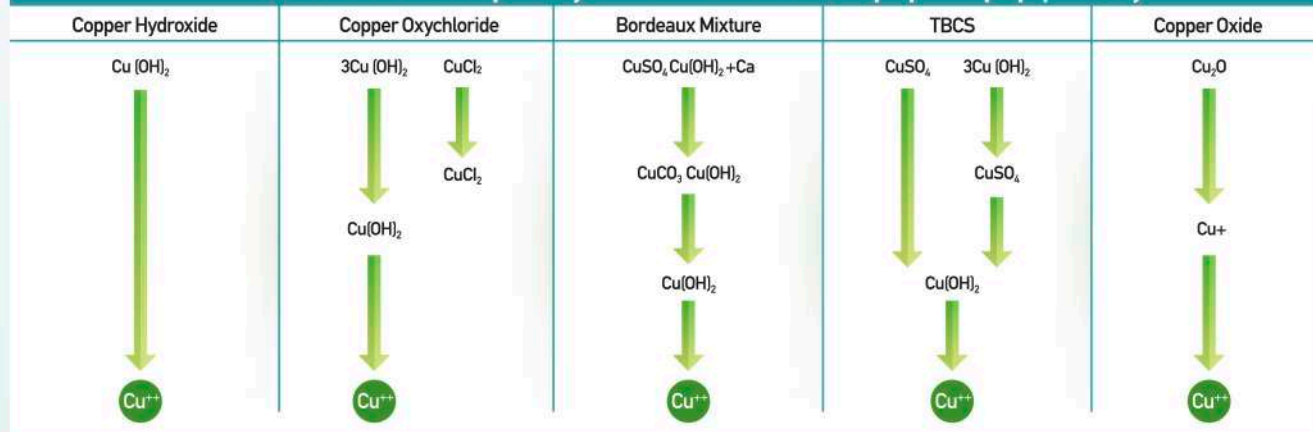 Copper Hydroxide
Copper Oxychloride
Bordeaux Mixture
TBCS
Copper Oxide
Cu (OH)₂
3Cu (OH)₂ CuCl₂
CuSO₄ Cu(OH)₂ +Ca
CuSO₄ 3Cu (OH)₂
Cu₂O
CuCl₂
CuCO₃ Cu(OH)₂
CuSO₄
Cu(OH)₂
Cu+
Cu(OH)₂
Cu(OH)₂
Cu⁺⁺
Cu⁺⁺
Cu⁺⁺
Cu⁺⁺
Cu⁺⁺